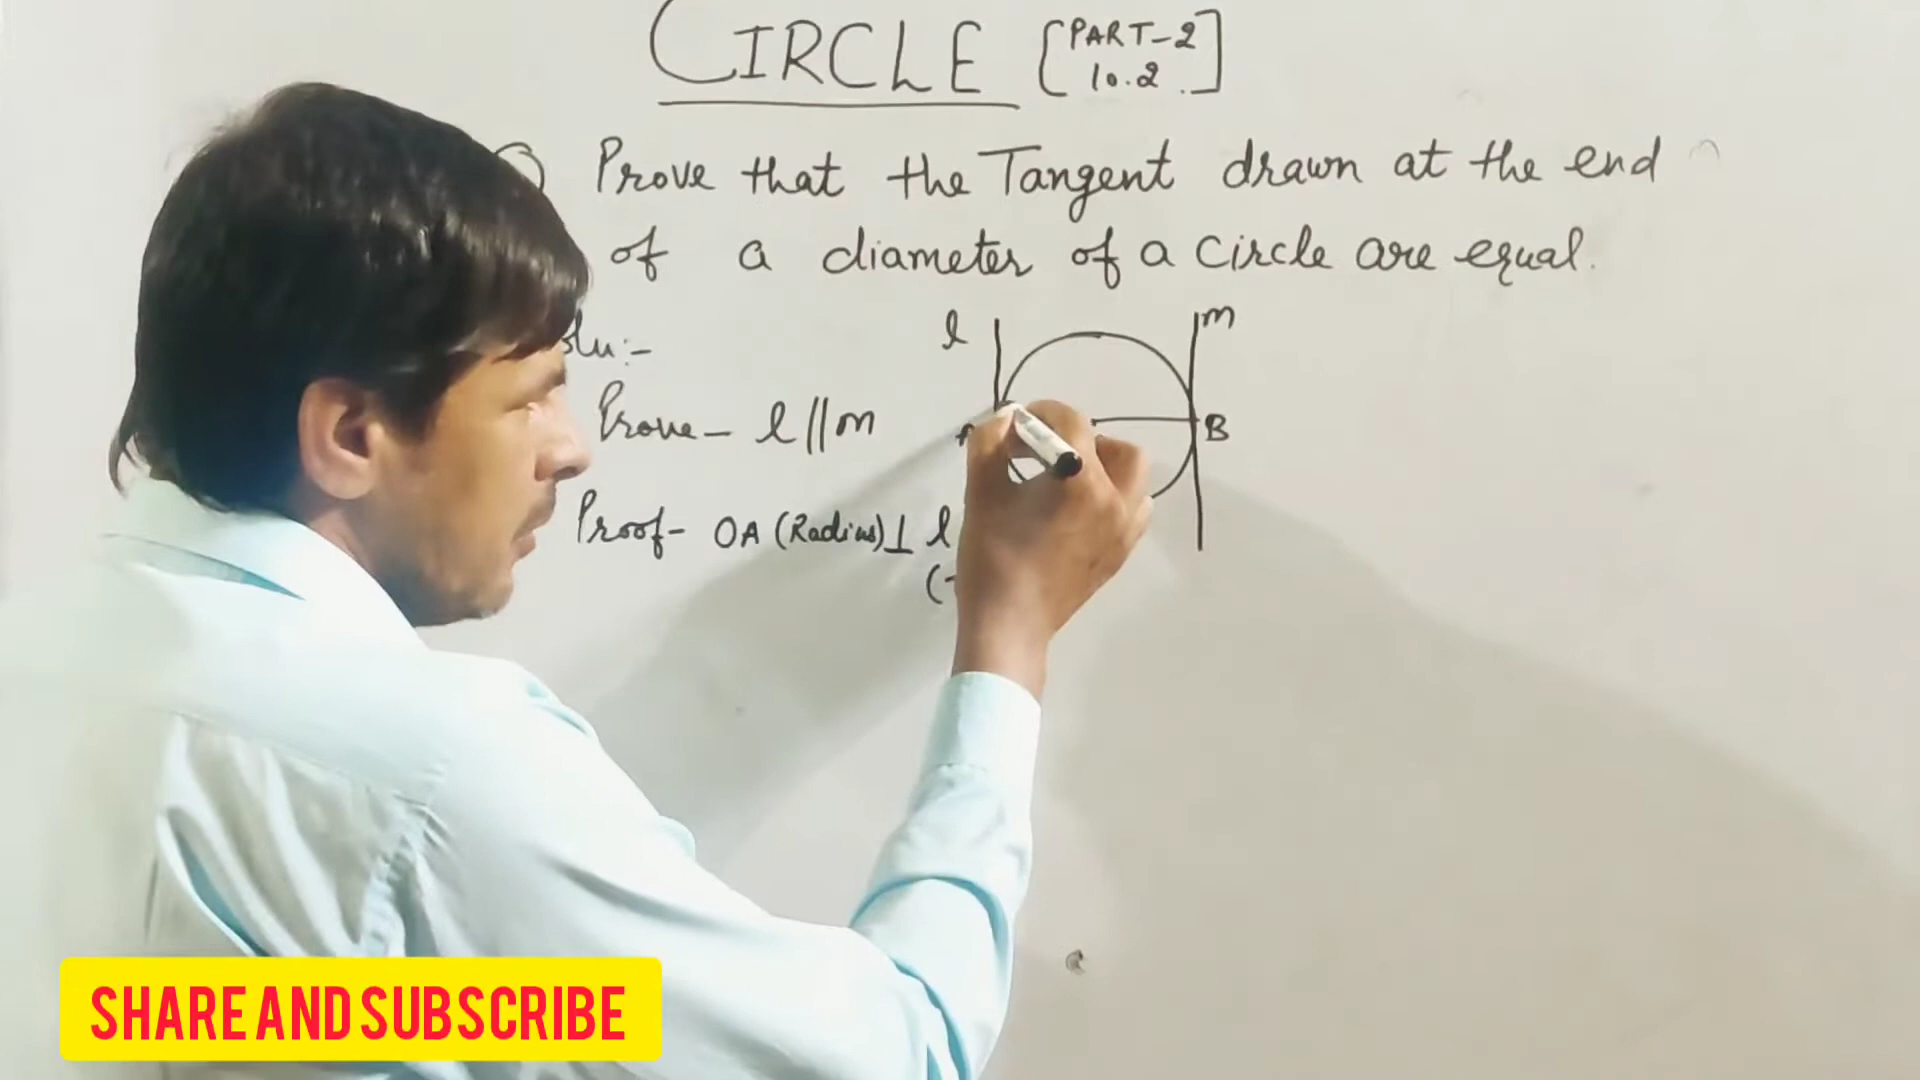 CIRCLE [PART-2
10.2.]
Prove that the Tangent drawn at the end
of a diameter of a circle are equal.
l m
Prove - l || m
B
Proof - OA (Radius) ⊥ l
SHARE AND SUBSCRIBE